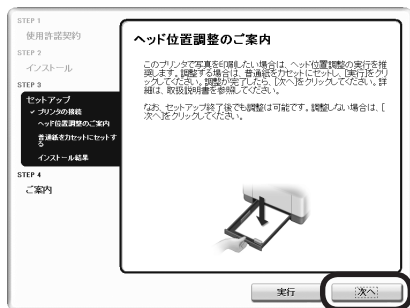 STEP 1
使用許諾契約
STEP 2
インストール
STEP 3
セットアップ
プリンタの接続
ヘッド位置調整のご案内
普通紙をカセットにセットす
る
インストール結果
STEP 4
ご案内
ヘッド位置調整のご案内
このプリンタで写真を印刷したい場合は、ヘッド位置調整の実行を推
奨します。調整する場合は、普通紙をカセットにセットし、[実行]をクリ
ックしてください。調整が完了したら、[次へ]をクリックしてください。詳
細は、取扱説明書を参照してください。
なお、セットアップ終了後でも調整は可能です。調整しない場合は、[
次へ]をクリックしてください。
実行
次へ